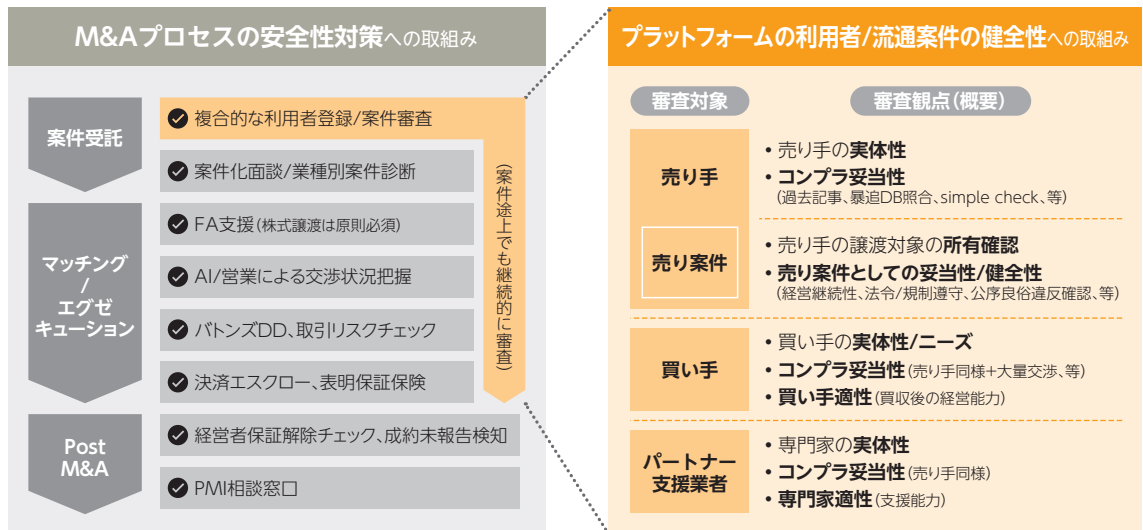 M&Aプロセスの安全性対策への取組み
案件受託
複合的な利用者登録/案件審査
案件化面談/業種別案件診断
マッチング
/
エグゼ
キューション
FA支援(株式譲渡は原則必須)
AI/営業による交渉状況把握
バトンズDD、取引リスクチェック
決済エスクロー、表明保証保険
(案件途上でも継続的に審査)
Post
M&A
経営者保証解除チェック、成約未報告検知
PMI相談窓口
プラットフォームの利用者/流通案件の健全性への取組み
審査対象
審査観点(概要)
売り手
• 売り手の実体性
• コンプラ妥当性
(過去記事、暴追DB照合、simple check、等)
売り案件
• 売り手の譲渡対象の所有確認
• 売り案件としての妥当性/健全性
(経営継続性、法令/規制遵守、公序良俗違反確認、等)
買い手
• 買い手の実体性/ニーズ
• コンプラ妥当性(売り手同様+大量交渉、等)
• 買い手適性(買収後の経営能力)
パートナー
支援業者
• 専門家の実体性
• コンプラ妥当性(売り手同様)
• 専門家適性(支援能力)